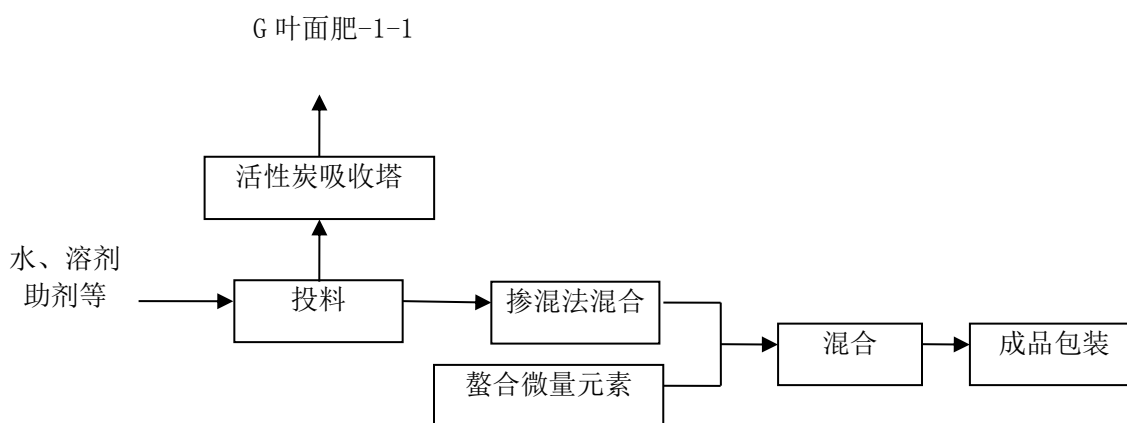 G 叶面肥-1-1
活性炭吸收塔
水、溶剂
助剂等
投料
掺混法混合
混合
成品包装
螯合微量元素